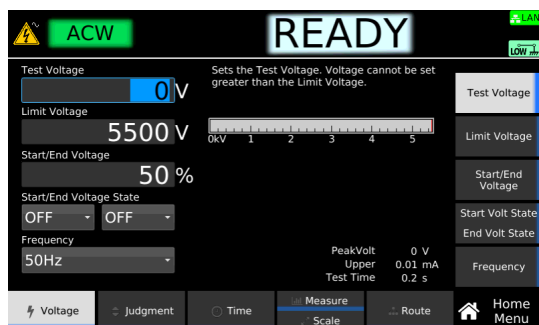 ACW
READY
LAN
LOW
Test Voltage
0 V
Sets the Test Voltage. Voltage cannot be set
greater than the Limit Voltage.
Limit Voltage
5500 V
0kV 1 2 3 4 5
Start/End Voltage
50 %
Start/End Voltage State
OFF OFF
Frequency
50Hz
PeakVolt 0 V
Upper 0.01 mA
Test Time 0.2 s
Test Voltage
Limit Voltage
Start/End
Voltage
Start Volt State
End Volt State
Frequency
Voltage
Judgment
Time
Measure
Scale
Route
Home
Menu